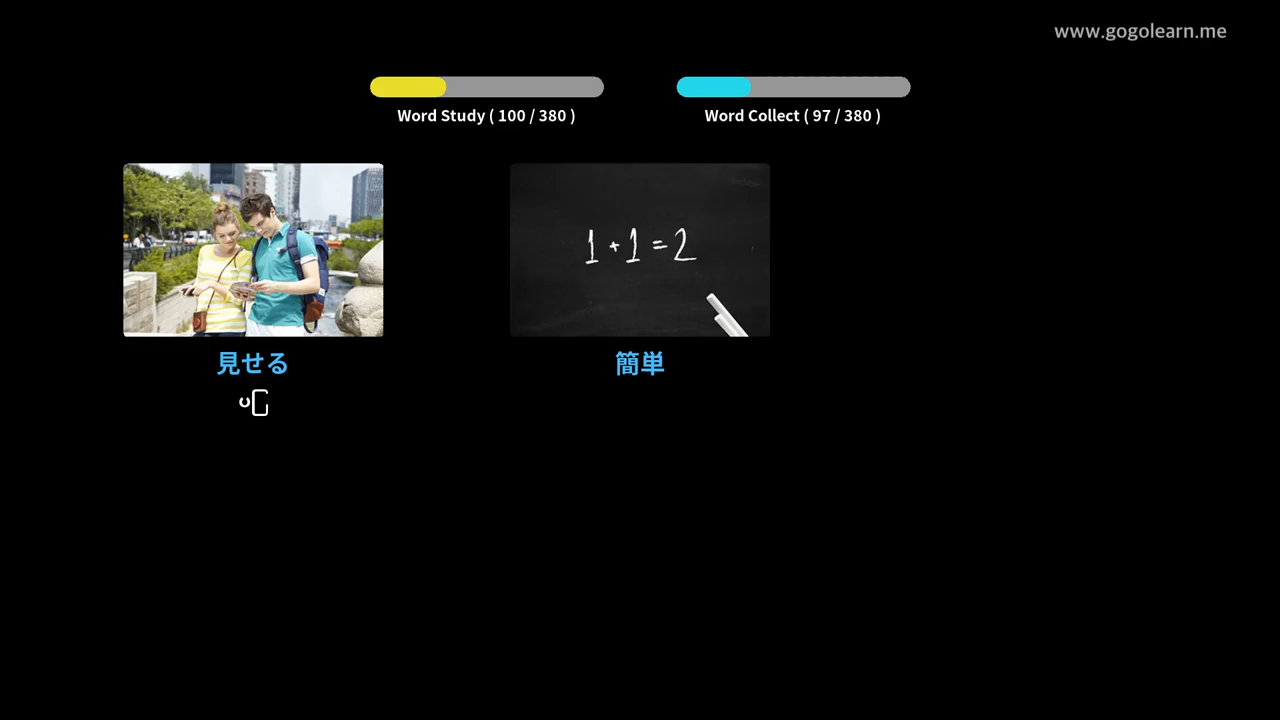 www.gogolearn.me
Word Study ( 100 / 380 )
Word Collect ( 97 / 380 )
1 + 1 = 2
見せる
簡単